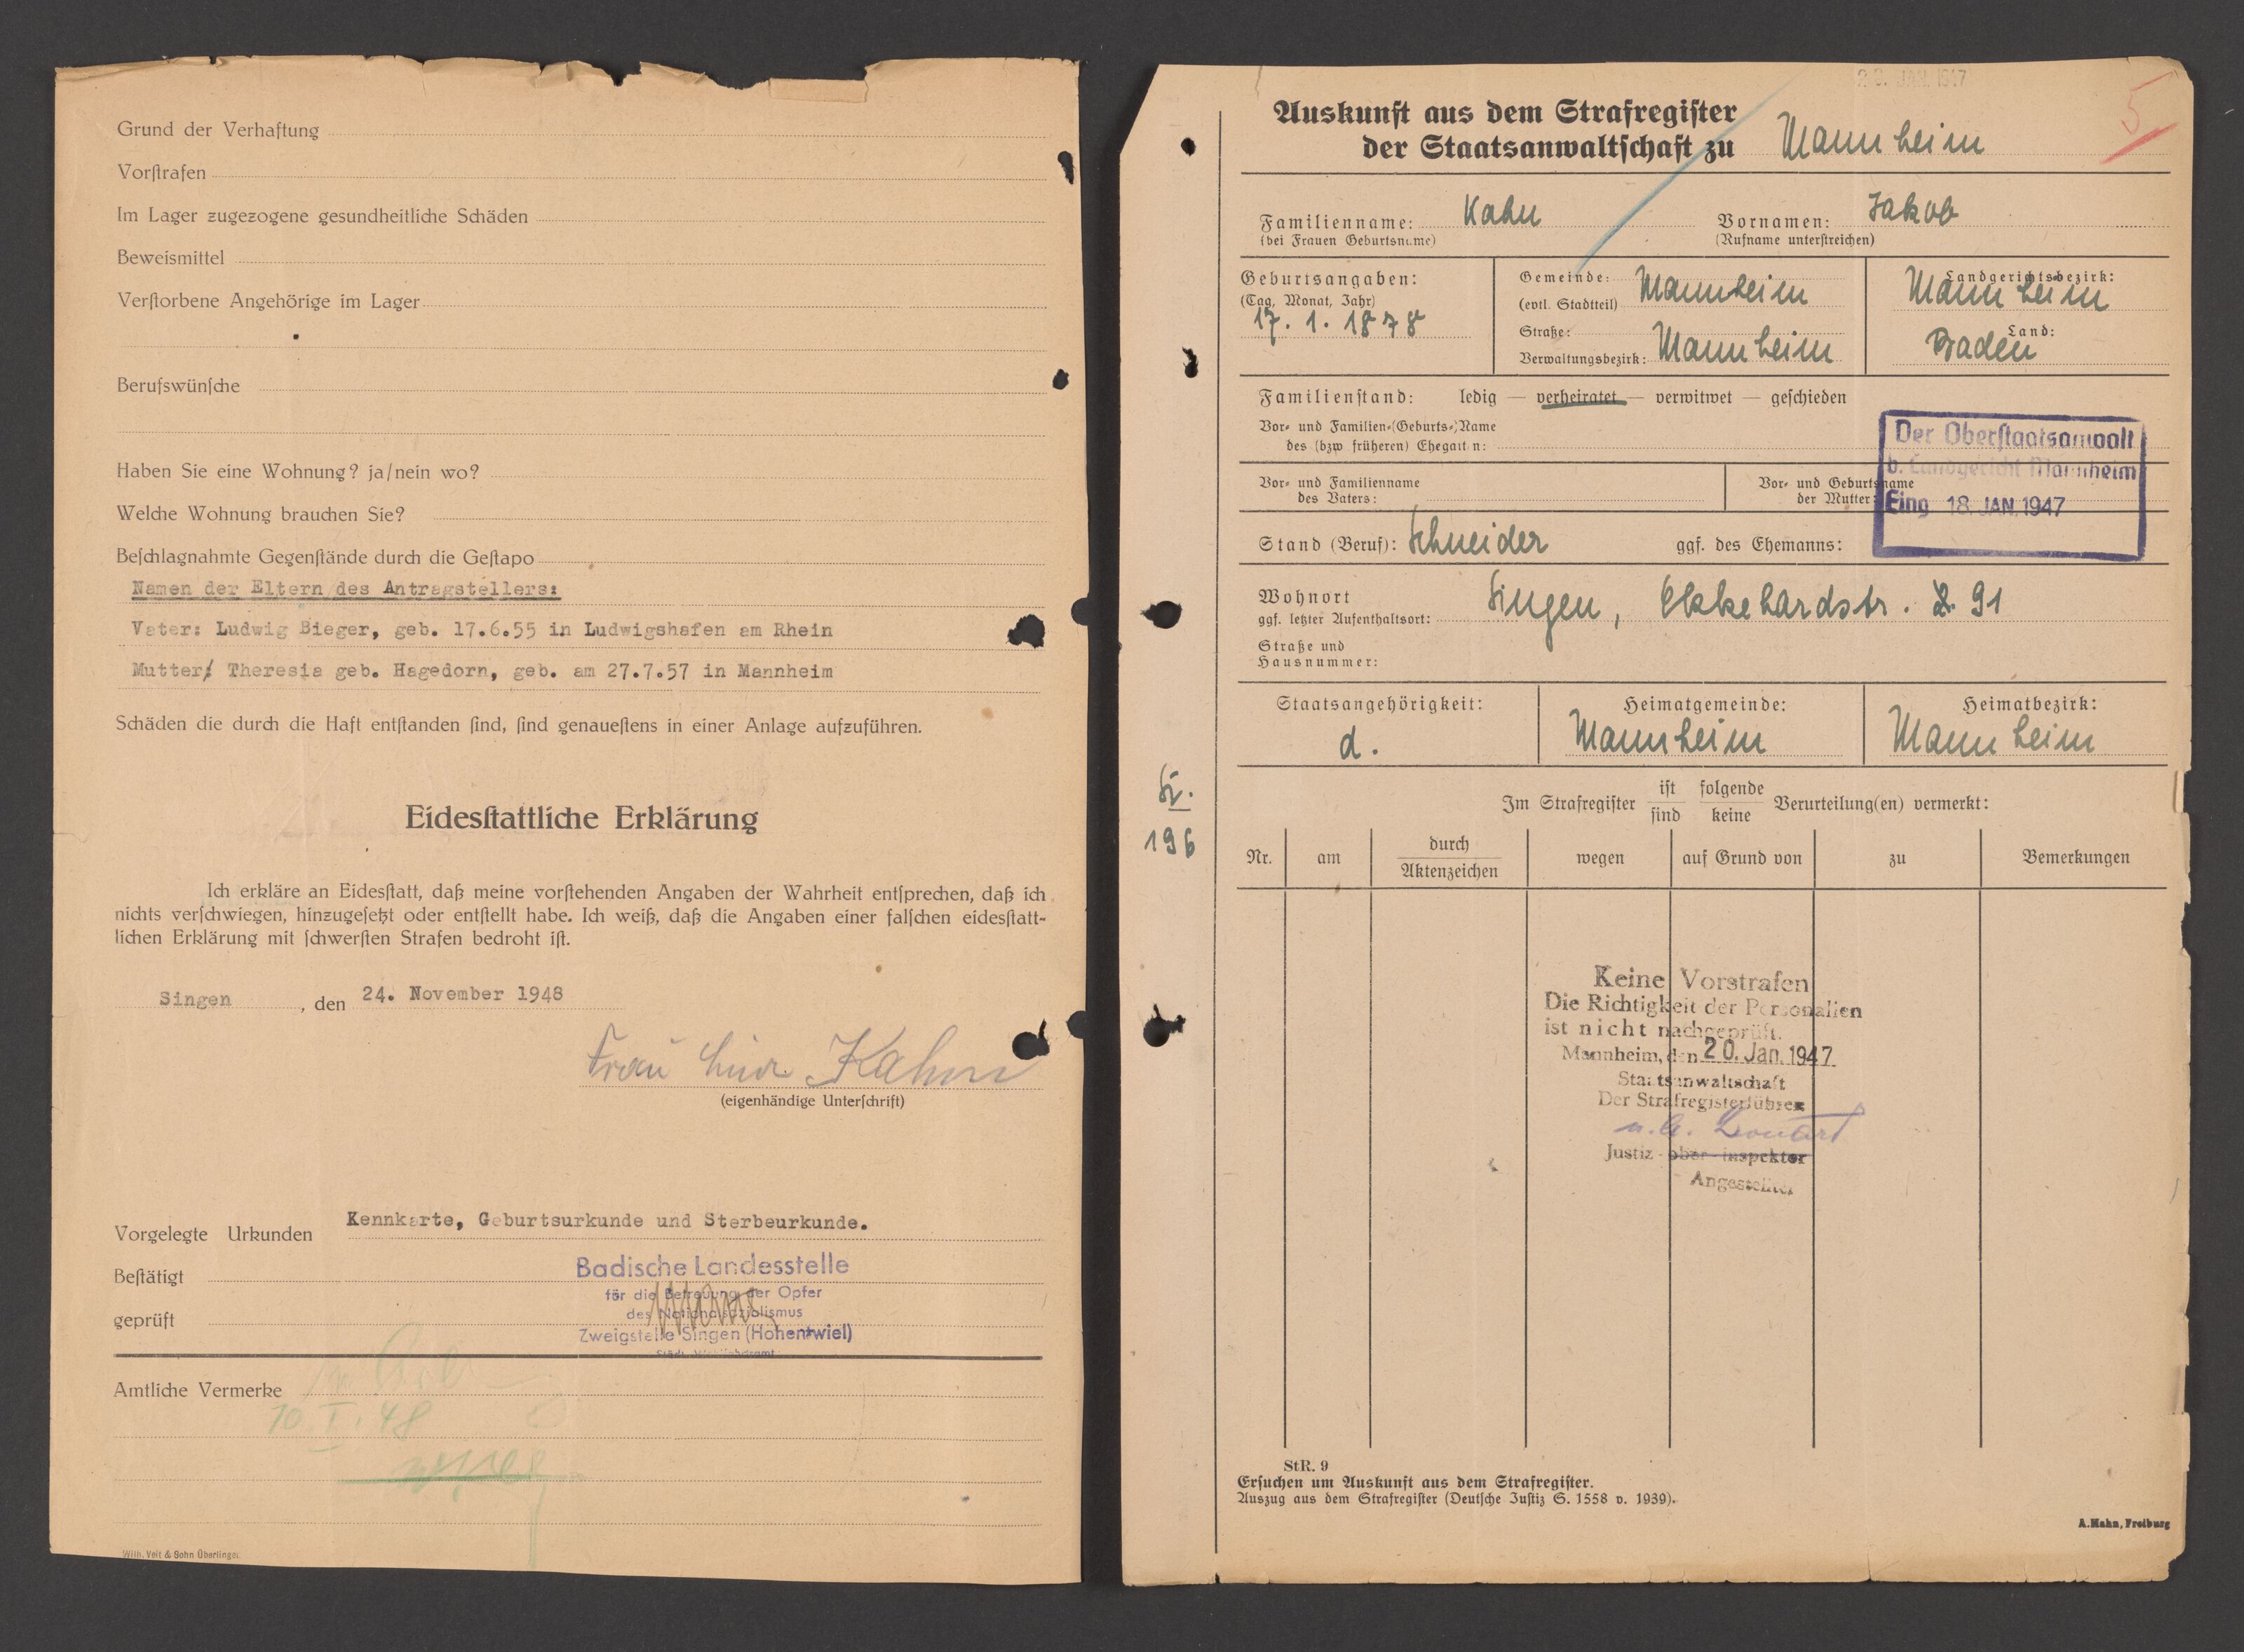 Grund der Verhaftung
Vorstrafen
Im Lager zugezogene gesundheitliche Schäden
Beweismittel
Verstorbene Angehörige im Lager
Berufswünsche
Haben Sie eine Wohnung? ja/nein wo?
Welche Wohnung brauchen Sie?
Beschlagnahmte Gegenstände durch die Gestapo
Namen der Eltern des Antragstellers:
Vater: Ludwig Bieger, geb. 17.6.55 in Ludwigshafen am Rhein
Mutter: Theresia geb. Hagedorn, geb. am 27.7.57 in Mannheim
Schäden die durch die Haft entstanden sind, sind genauestens in einer Anlage aufzuführen.
Eidesstattliche Erklärung
Ich erkläre an Eidesstatt, daß meine vorstehenden Angaben der Wahrheit entsprechen, daß ich
nichts verschwiegen, hinzugesetzt oder entstellt habe. Ich weiß, daß die Angaben einer falschen eidesstatt-
lichen Erklärung mit schwersten Strafen bedroht ist.
Singen, den 24. November 1948
Frau Kahn
(eigenhändige Unterschrift)
Vorgelegte Urkunden Kennkarte, Geburtsurkunde und Sterbeurkunde.
Bestätigt
geprüft
Badische Landesstelle
für die Betreuung der Opfer
des Nationalsozialismus
Zweigstelle Singen (Hohentwiel)
Amtliche Vermerke
10. I. 48
Wilh. Veit & Sohn Überlingen
JAN. 1947
5
Auskunft aus dem Strafregister
der Staatsanwaltschaft zu Mannheim
Familienname: Kahn Vornamen: Jakob
(bei Frauen Geburtsname) (Rufname unterstreichen)
Geburtsangaben:
(Tag, Monat, Jahr)
17. 1. 1878
Gemeinde: Mannheim
(evtl. Stadtteil)
Straße:
Verwaltungsbezirk: Mannheim
Landgerichtsbezirk:
Mannheim
Land:
Baden
Familienstand: ledig — verheiratet — verwitwet — geschieden
Vor- und Familien-(Geburts-)Name
des (bzw früheren) Ehegatten:
Vor- und Familienname
des Vaters:
Vor- und Geburtsname
der Mutter:
Der Oberstaatsanwalt
b. Landgericht Mannheim
Eing 18. JAN. 1947
Stand (Beruf): Schneider ggf. des Ehemanns:
Wohnort Singen, Ekkehardstr. 91
ggf. letzter Aufenthaltsort:
Straße und
Hausnummer:
Staatsangehörigkeit: Heimatgemeinde: Heimatbezirk:
d. Mannheim Mannheim
196
Im Strafregister ist folgende Verurteilung(en) vermerkt:
sind keine
Nr. am durch wegen auf Grund von zu Bemerkungen
Aktenzeichen
Keine Vorstrafen
Die Richtigkeit der Personalien
ist nicht nachgeprüft.
Mannheim, den 20. Jan. 1947
Staatsanwaltschaft
Der Strafregisterführer
Justiz-ober-inspektor
Angestellter
StR. 9
Ersuchen um Auskunft aus dem Strafregister.
Auszug aus dem Strafregister (Deutsche Justiz S. 1558 v. 1939).
A. Mahn, Freiburg